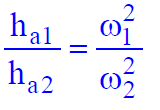 h_a1 / h_a2 = ω_1^2 / ω_2^2